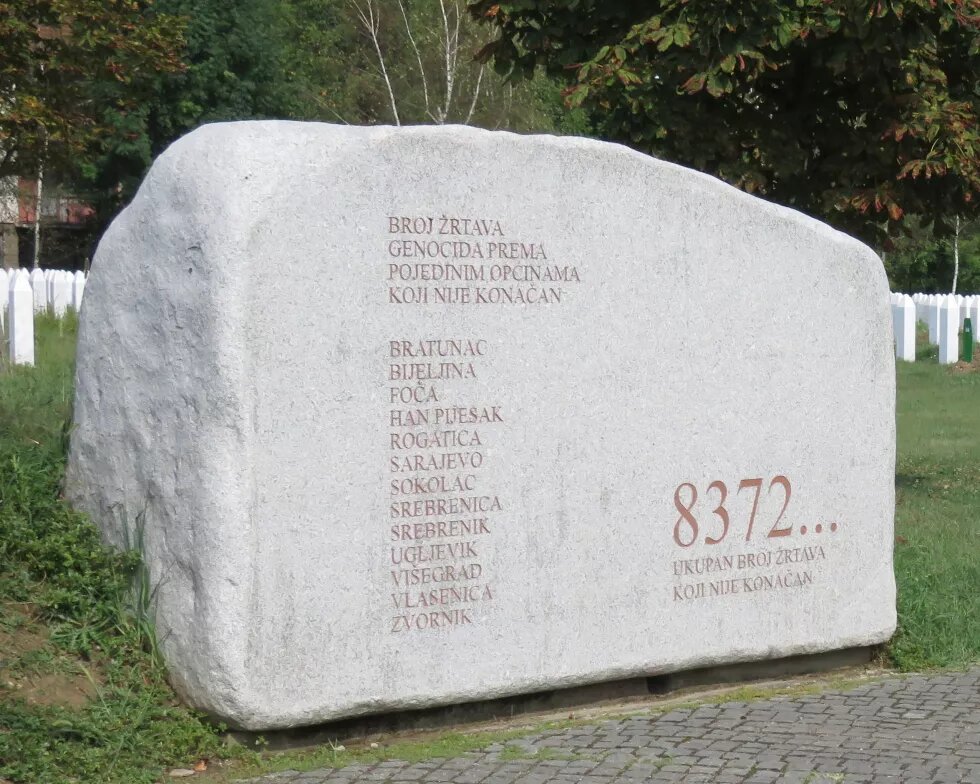 BROJ ŽRTAVA
GENOCIDA PREMA
POJEDINIM OPĆINAMA
KOJI NIJE KONAČAN
BRATUNAC
BIJELJINA
FOČA
HAN PIJESAK
ROGATICA
SARAJEVO
SOKOLAC
SREBRENICA
SREBRENIK
UGLJEVIK
VIŠEGRAD
VLASENICA
ZVORNIK
8372...
UKUPAN BROJ ŽRTAVA
KOJI NIJE KONAČAN